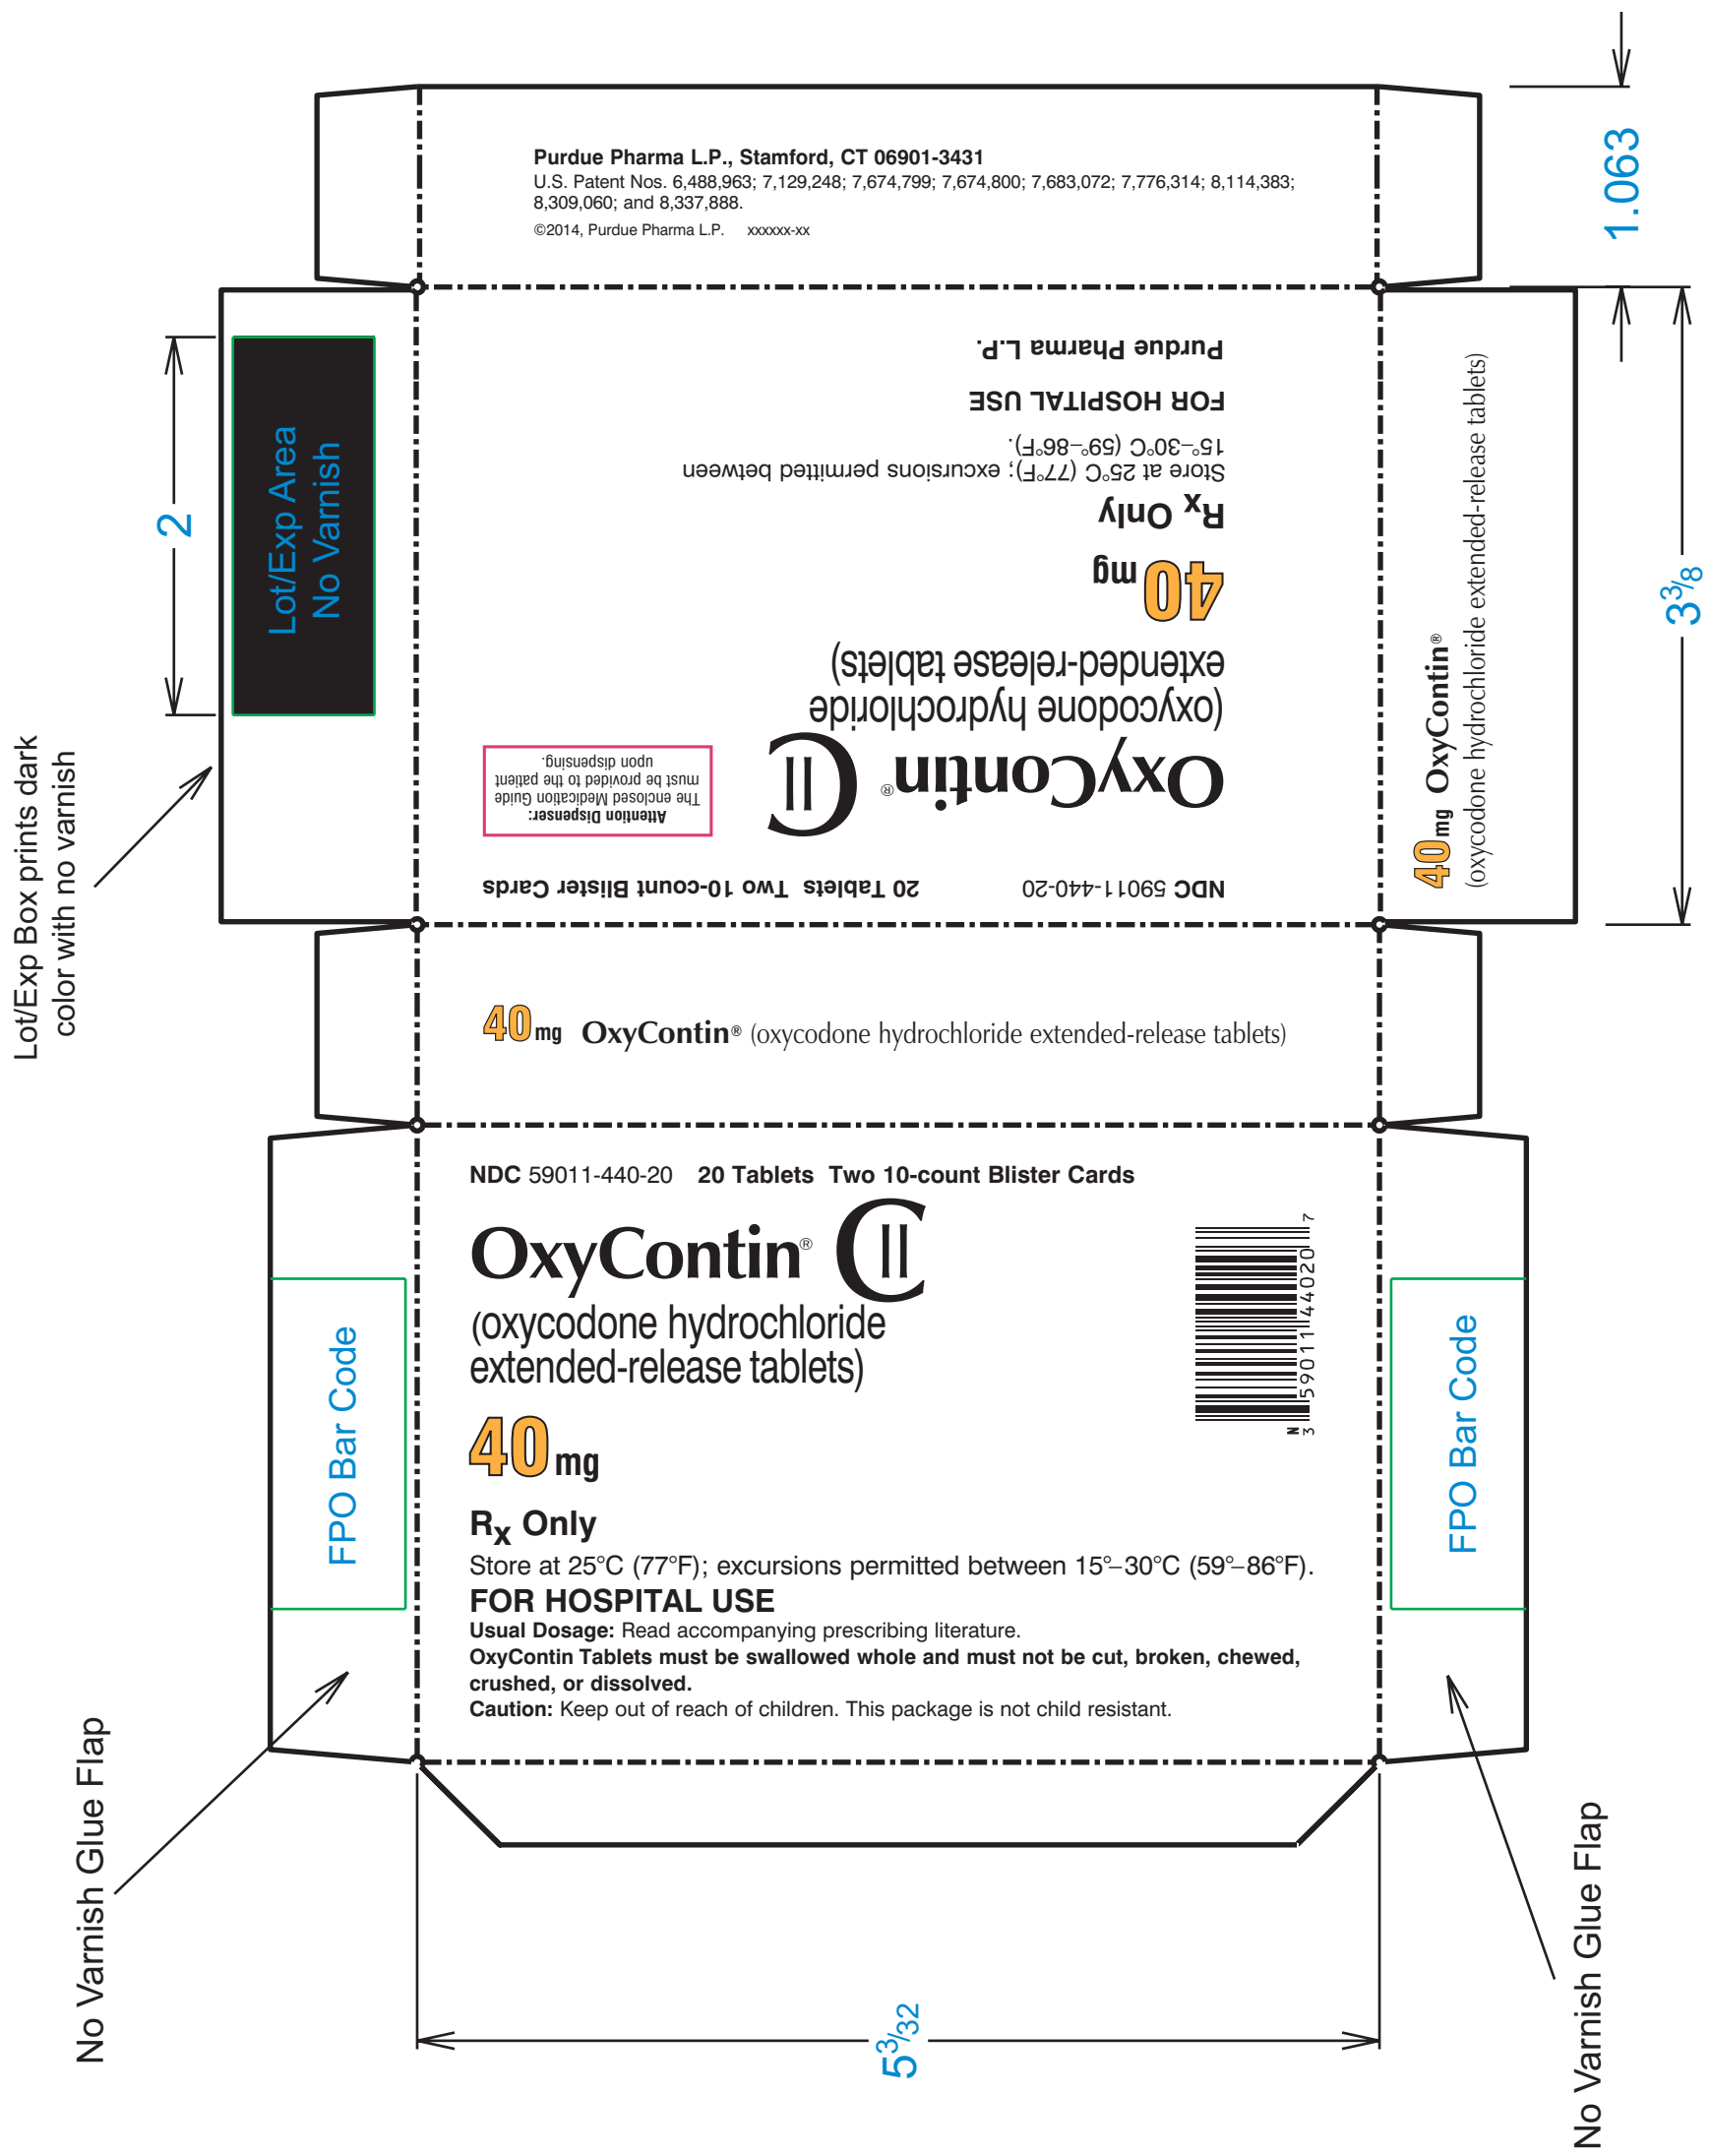 Purdue Pharma L.P., Stamford, CT 06901-3431
U.S. Patent Nos. 6,488,963; 7,129,248; 7,674,799; 7,674,800; 7,683,072; 7,776,314; 8,114,383;
8,309,060; and 8,337,888.
©2014, Purdue Pharma L.P. xxxxxx-xx
1.063
Lot/Exp Box prints dark
color with no varnish
2
Lot/Exp Area
No Varnish
NDC 59011-440-20 20 Tablets Two 10-count Blister Cards
OxyContin® CII
Attention Dispenser:
The enclosed Medication Guide
must be provided to the patient
upon dispensing.
(oxycodone hydrochloride
extended-release tablets)
40 mg
Rx Only
Store at 25°C (77°F); excursions permitted between
15°–30°C (59°–86°F).
FOR HOSPITAL USE
Purdue Pharma L.P.
40 mg OxyContin®
(oxycodone hydrochloride extended-release tablets)
3 3/8
40 mg OxyContin® (oxycodone hydrochloride extended-release tablets)
NDC 59011-440-20 20 Tablets Two 10-count Blister Cards
OxyContin® CII
(oxycodone hydrochloride
extended-release tablets)
40 mg
N
3 59011 44020 7
Rx Only
Store at 25°C (77°F); excursions permitted between 15°–30°C (59°–86°F).
FOR HOSPITAL USE
Usual Dosage: Read accompanying prescribing literature.
OxyContin Tablets must be swallowed whole and must not be cut, broken, chewed,
crushed, or dissolved.
Caution: Keep out of reach of children. This package is not child resistant.
FPO Bar Code
FPO Bar Code
No Varnish Glue Flap
No Varnish Glue Flap
5 3/32